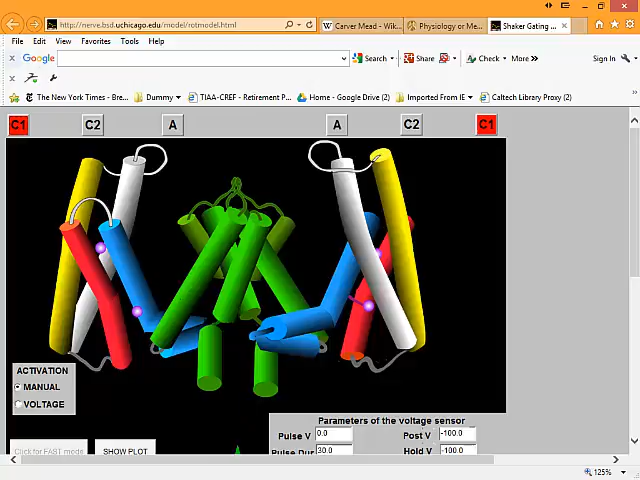 http://nerve.bsd.uchicago.edu/model/rotmodel.html
Carver Mead - Wik...
Physiology or Me...
Shaker Gating ...
File Edit View Favorites Tools Help
Google Search Share Check More >> Sign In
The New York Times - Bre... Dummy TIAA-CREF - Retirement P... Home - Google Drive (2) Imported From IE Caltech Library Proxy (2)
C1 C2 A A C2 C1
ACTIVATION
MANUAL
VOLTAGE
Parameters of the voltage sensor
Pulse V 0.0 Post V -100.0
Click for FAST mode SHOW PLOT Pulse Dur 30.0 Hold V -100.0
125%